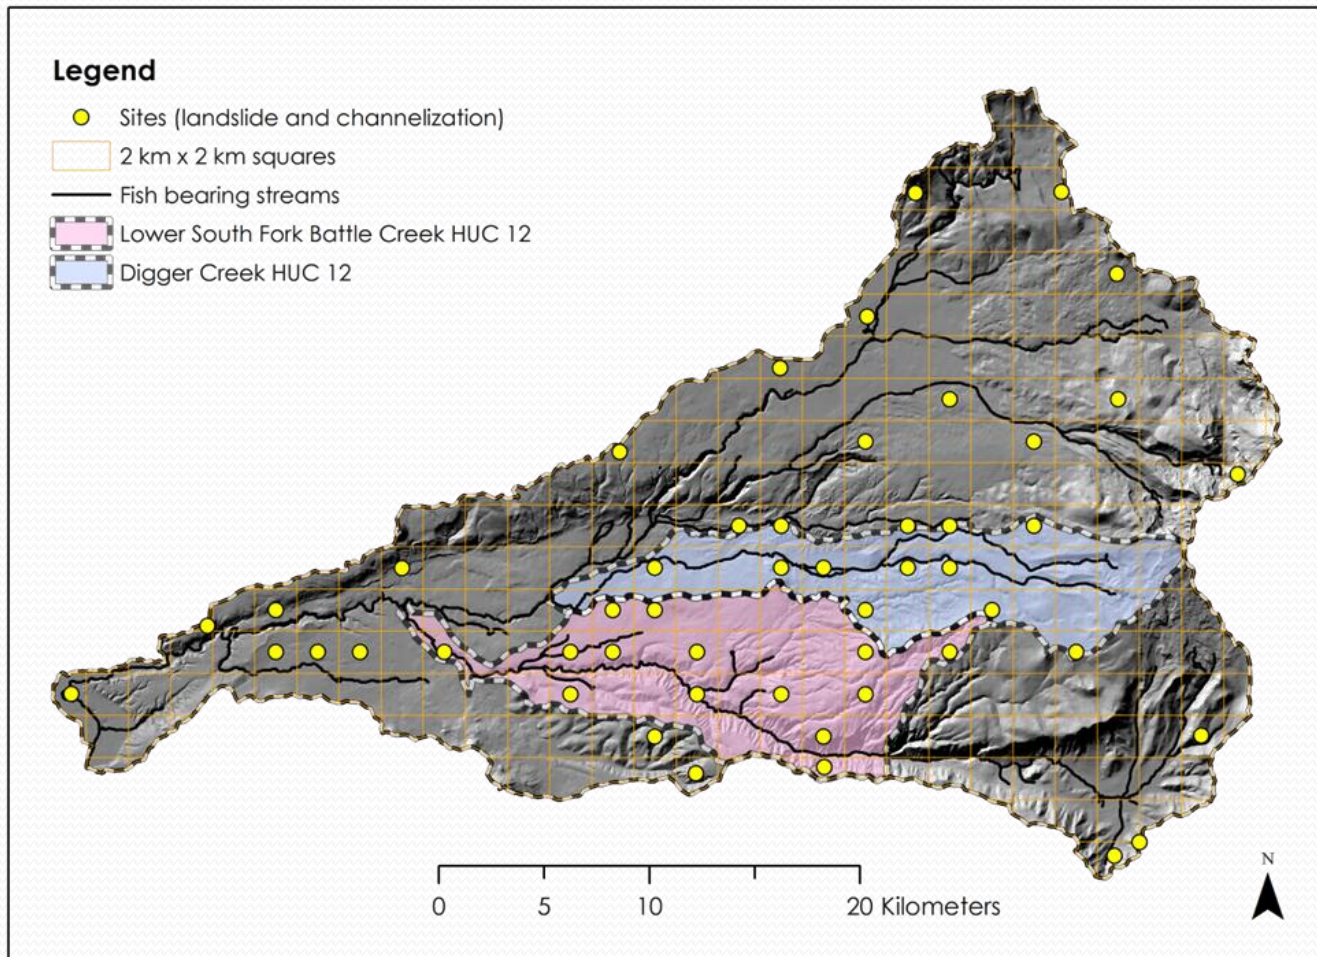 Legend
Sites (landslide and channelization)
2 km x 2 km squares
Fish bearing streams
Lower South Fork Battle Creek HUC 12
Digger Creek HUC 12
N
0 5 10 20 Kilometers